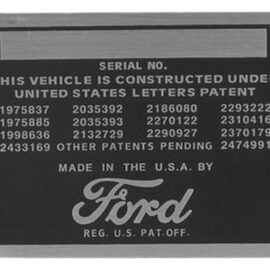 SERIAL NO.
HIS VEHICLE IS CONSTRUCTED UNDE
UNITED STATES LETTERS PATENT
1975837 2035392 2186080 2293222
1975885 2035393 2270122 2310416
1998636 2132729 2290927 2370179
2433169 OTHER PATENTS PENDING 2474991
MADE IN THE U.S.A. BY
Ford
REG. U.S. PAT. OFF.